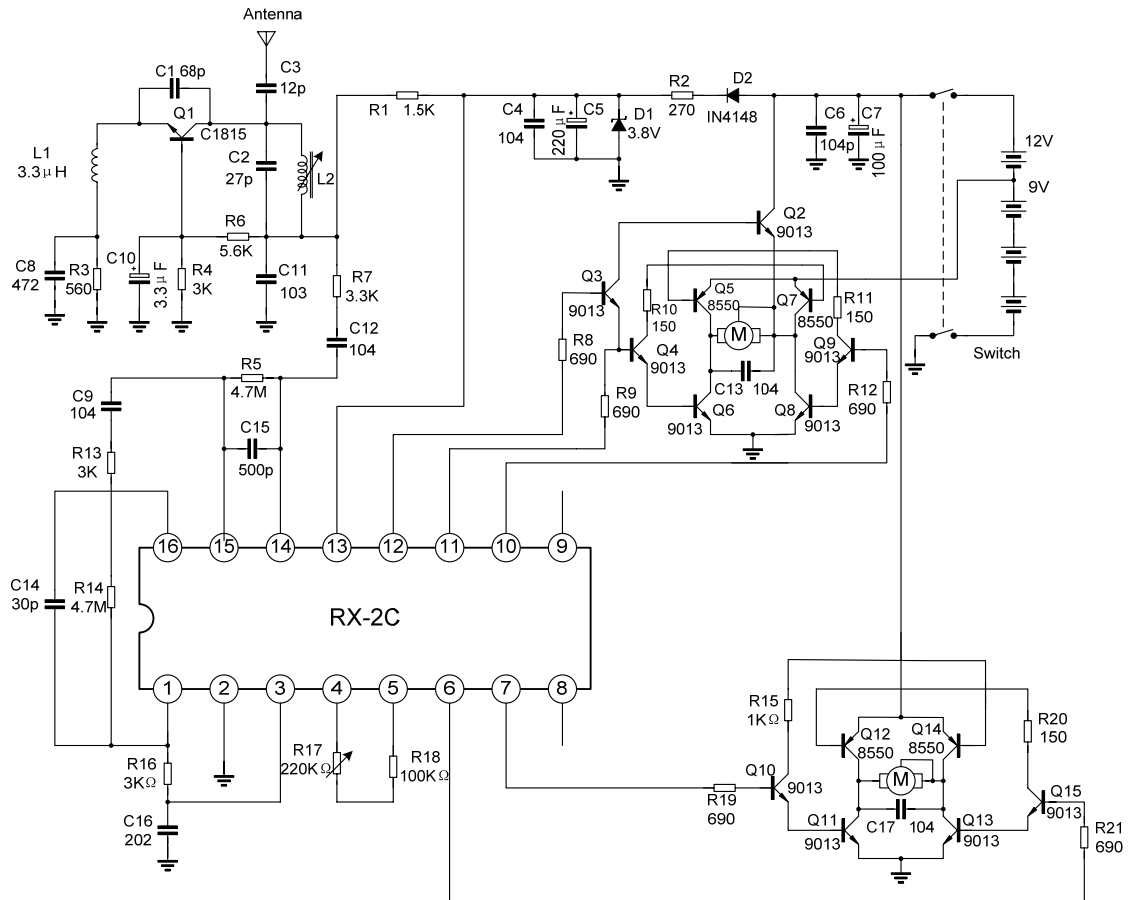 Antenna
C1 68p
C3
12p
Q1
C1815
R1 1.5K
C4
104
C5
220μF
D1
3.8V
R2
270
D2
IN4148
C6
104p
C7
100μF
12V
9V
L1
3.3μH
C2
27p
L2
R6
5.6K
C8
472
R3
560
C10
3.3μF
R4
3K
C11
103
R7
3.3K
C12
104
Q2
9013
Q3
9013
Q5
8550
Q7
8550
R10
150
R11
150
M
R8
690
Q4
9013
Q9
9013
C13 104
R9
690
R12
690
Q6
9013
Q8
9013
Switch
R5
4.7M
C9
104
C15
500p
R13
3K
16 15 14 13 12 11 10 9
C14
30p
R14
4.7M
RX-2C
1 2 3 4 5 6 7 8
R16
3KΩ
R17
220KΩ
R18
100KΩ
C16
202
R15
1KΩ
Q12
8550
Q14
8550
R20
150
M
Q10
9013
R19
690
Q15
9013
C17 104
Q11
9013
Q13
9013
R21
690